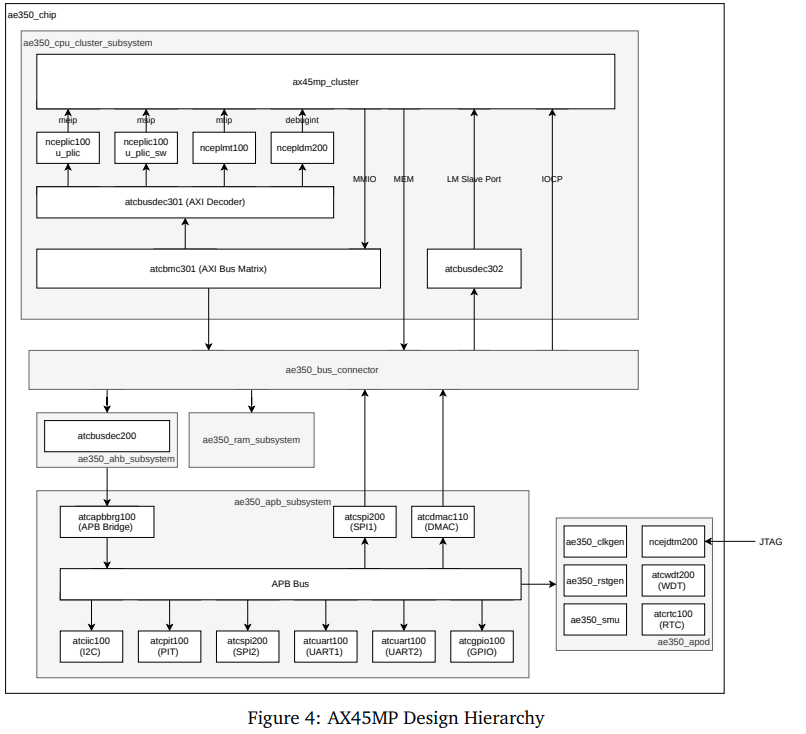 ae350_chip
ae350_cpu_cluster_subsystem
ax45mp_cluster
meip
msip
mtip
debugint
nceplic100
u_plic
nceplic100
u_plic_sw
nceplmt100
ncepldm200
MMIO
MEM
LM Slave Port
IOCP
atcbusdec301 (AXI Decoder)
atcbmc301 (AXI Bus Matrix)
atcbusdec302
ae350_bus_connector
atcbusdec200
ae350_ahb_subsystem
ae350_ram_subsystem
ae350_apb_subsystem
atcapbbrg100
(APB Bridge)
atcspi200
(SPI1)
atcdmac110
(DMAC)
APB Bus
atciic100
(I2C)
atcpit100
(PIT)
atcspi200
(SPI2)
atcuart100
(UART1)
atcuart100
(UART2)
atcgpio100
(GPIO)
ae350_clkgen
ncejdtm200
JTAG
ae350_rstgen
atcwdt200
(WDT)
ae350_smu
atcrtc100
(RTC)
ae350_apod
Figure 4: AX45MP Design Hierarchy